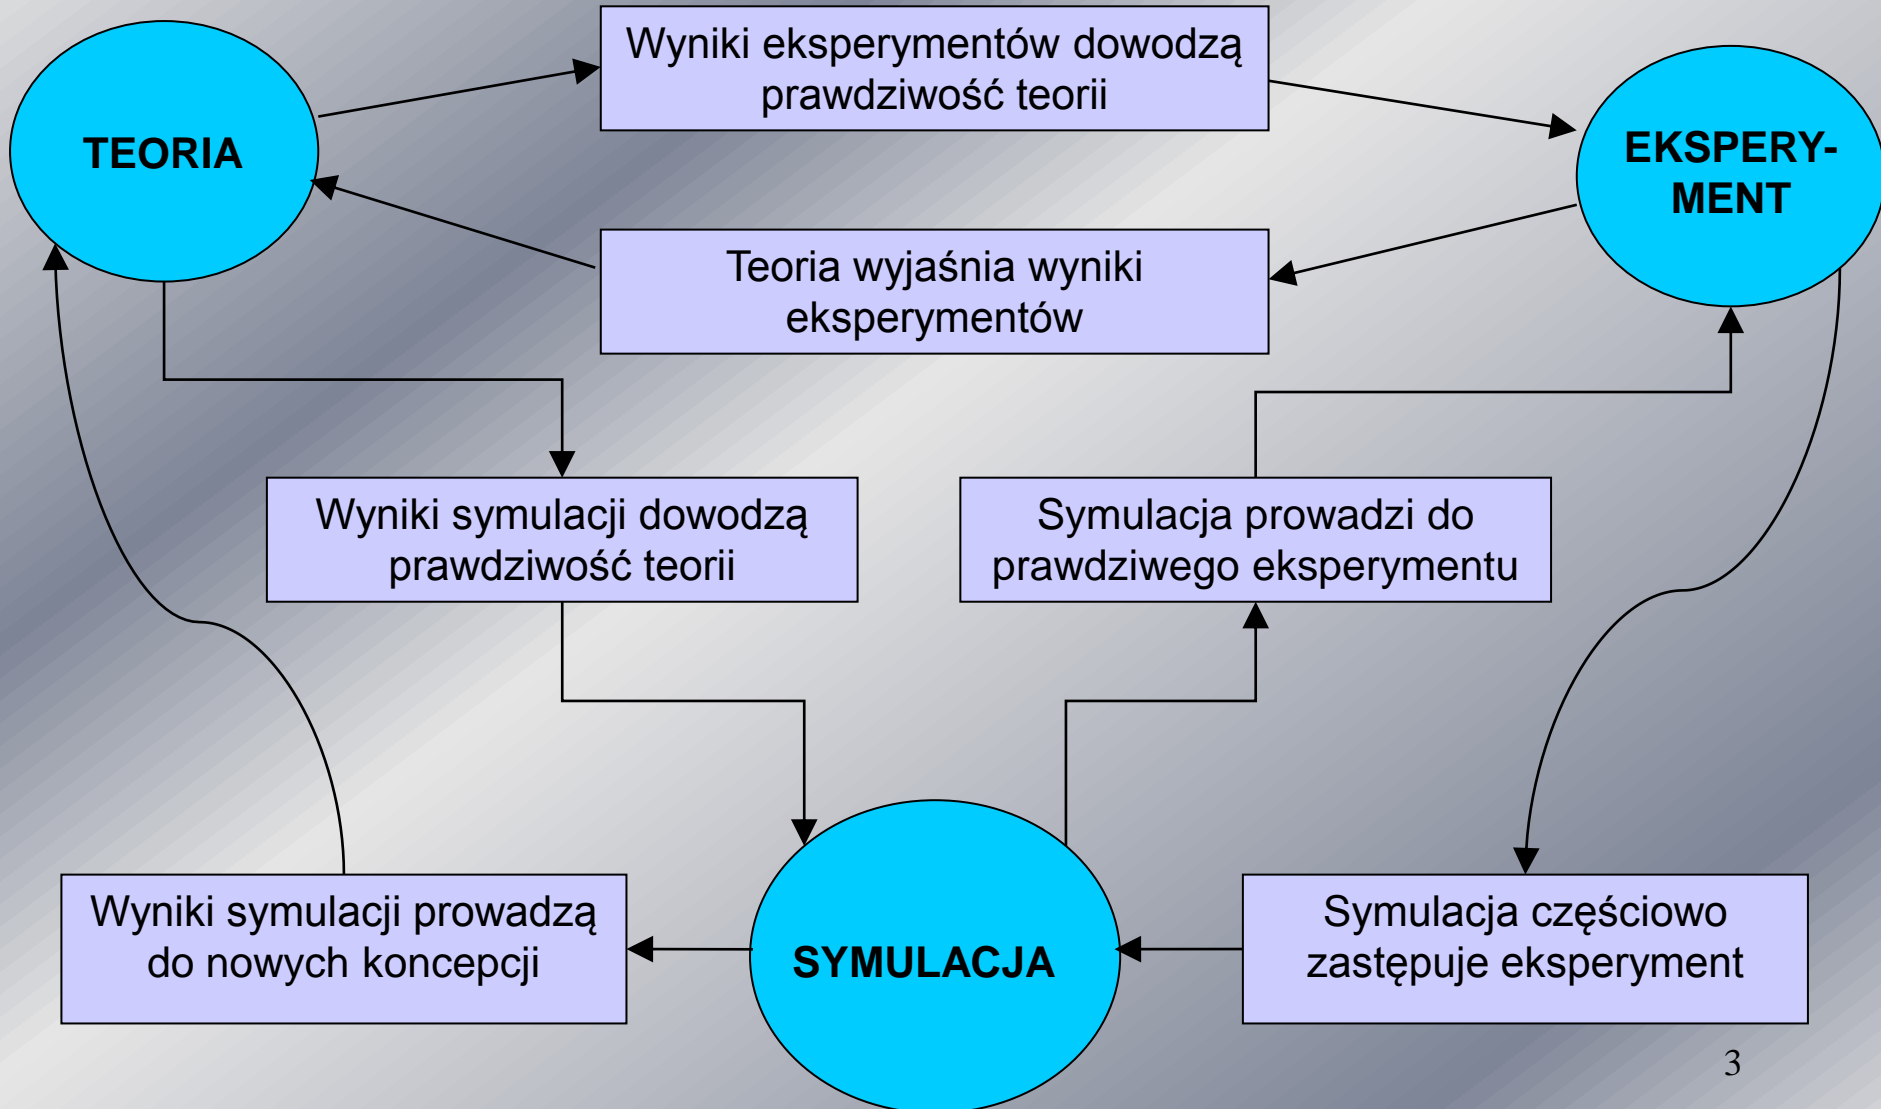 Wyniki eksperymentów dowodzą
prawdziwość teorii
TEORIA
EKSPERY-
MENT
Teoria wyjaśnia wyniki
eksperymentów
Wyniki symulacji dowodzą
prawdziwość teorii
Symulacja prowadzi do
prawdziwego eksperymentu
Wyniki symulacji prowadzą
do nowych koncepcji
SYMULACJA
Symulacja częściowo
zastępuje eksperyment
3